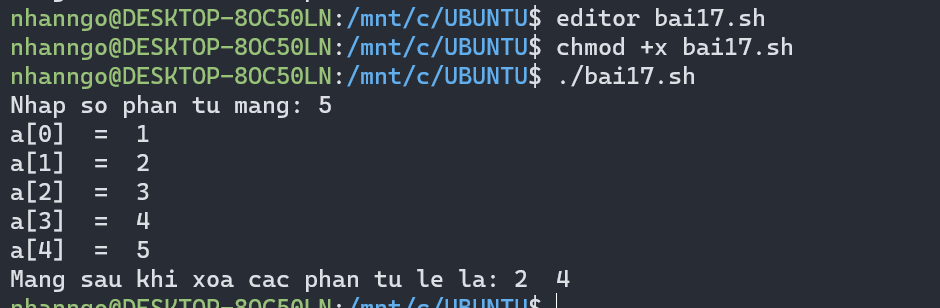 nhanngo@DESKTOP-8OC50LN:/mnt/c/UBUNTU$ editor bai17.sh
nhanngo@DESKTOP-8OC50LN:/mnt/c/UBUNTU$ chmod +x bai17.sh
nhanngo@DESKTOP-8OC50LN:/mnt/c/UBUNTU$ ./bai17.sh
Nhap so phan tu mang: 5
a[0]  =  1
a[1]  =  2
a[2]  =  3
a[3]  =  4
a[4]  =  5
Mang sau khi xoa cac phan tu le la: 2  4
nhanngo@DESKTOP-8OC50LN:/mnt/c/UBUNTU$